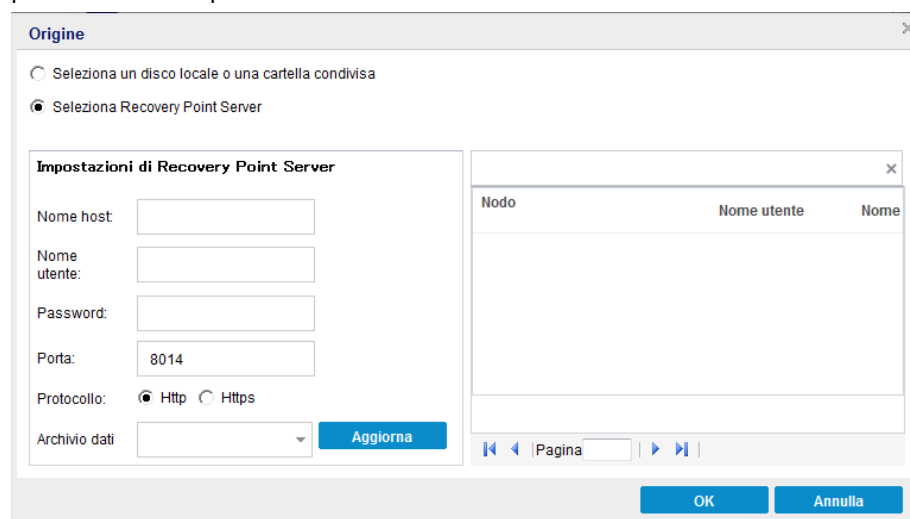 Origine
Seleziona un disco locale o una cartella condivisa
Seleziona Recovery Point Server
Impostazioni di Recovery Point Server
Nome host:
Nome utente:
Password:
Porta: 8014
Protocollo: Http Https
Archivio dati Aggiorna
Nodo Nome utente Nome
Pagina
OK Annulla